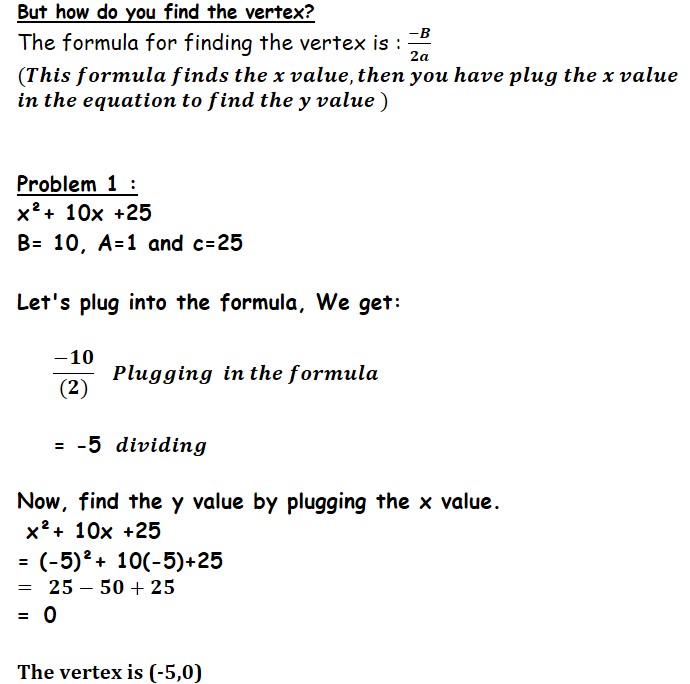 But how do you find the vertex?
The formula for finding the vertex is : −B/2a
(This formula finds the x value, then you have plug the x value
in the equation to find the y value )
Problem 1 :
x²+ 10x +25
B= 10, A=1 and c=25
Let's plug into the formula, We get:
−10/(2) Plugging in the formula
= -5 dividing
Now, find the y value by plugging the x value.
x²+ 10x +25
= (-5)²+ 10(-5)+25
= 25 − 50 + 25
= 0
The vertex is (-5,0)